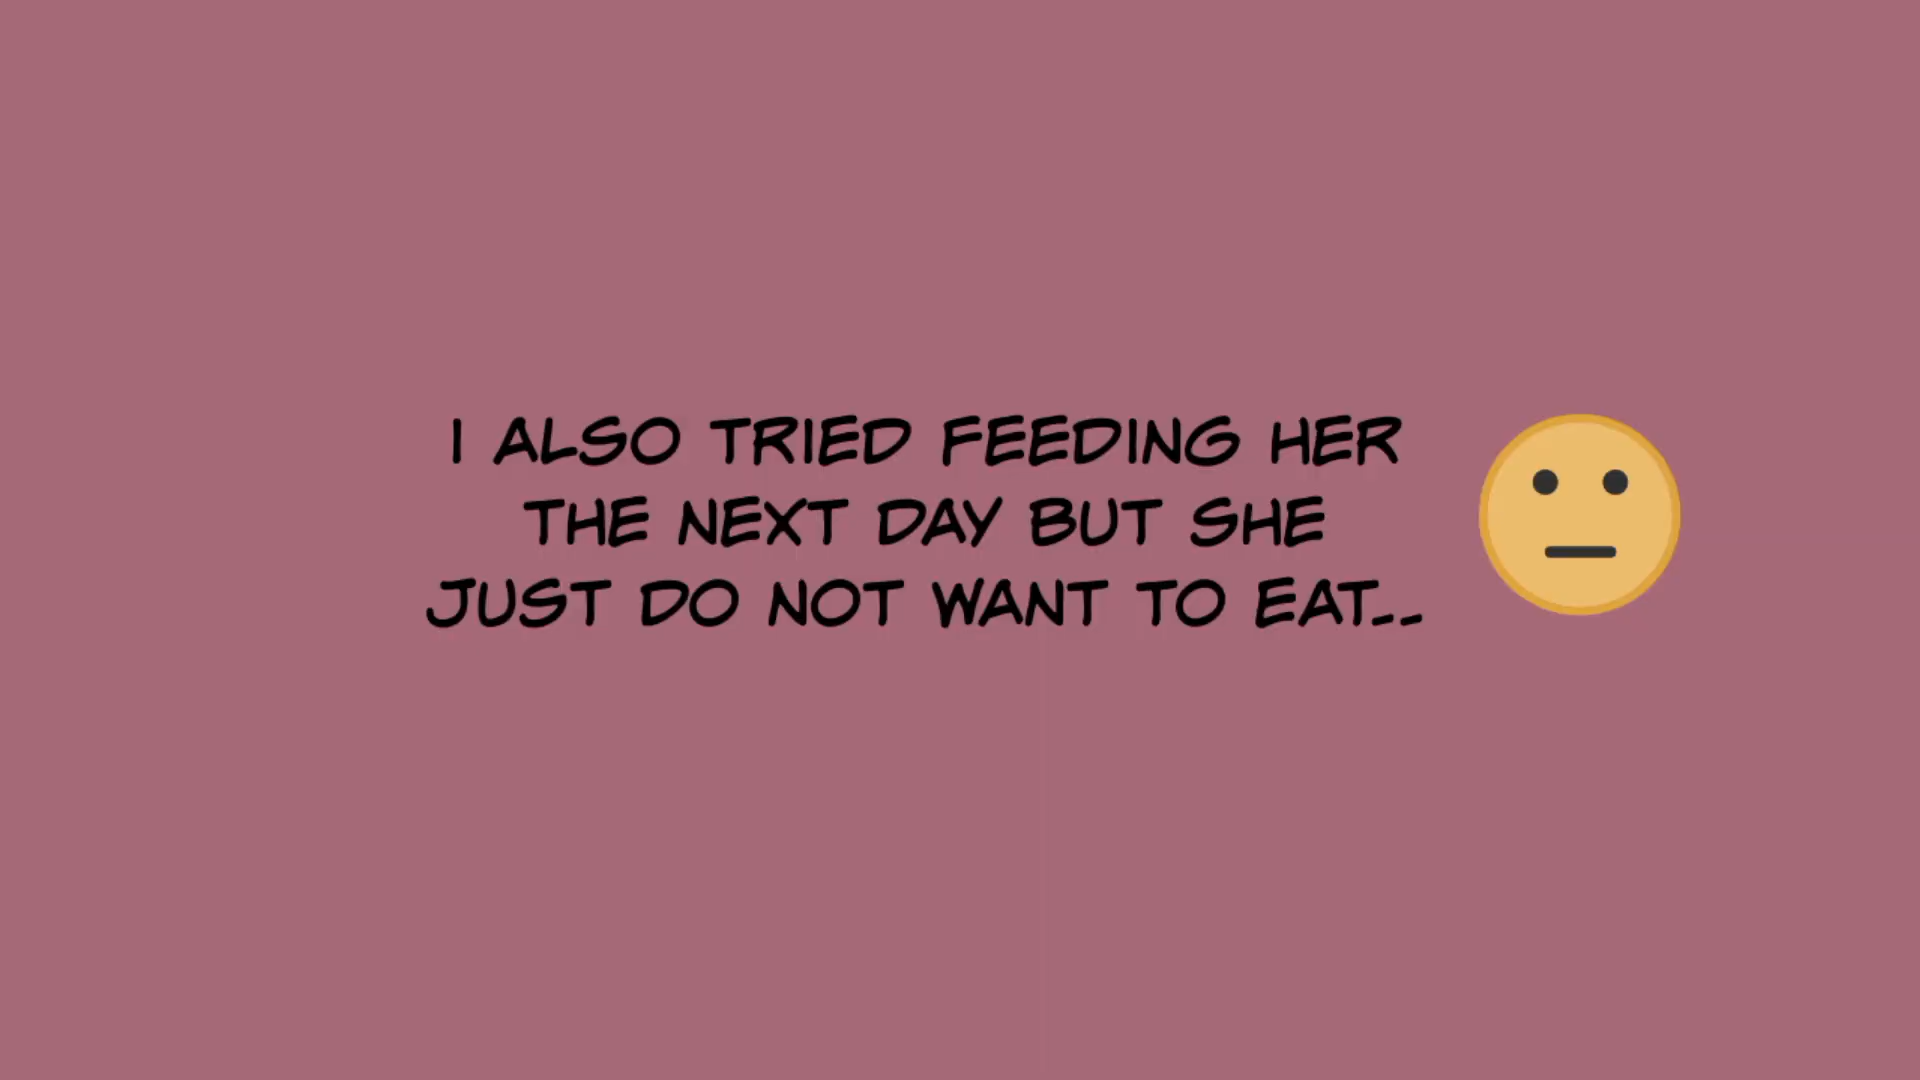 I ALSO TRIED FEEDING HER
THE NEXT DAY BUT SHE
JUST DO NOT WANT TO EAT--